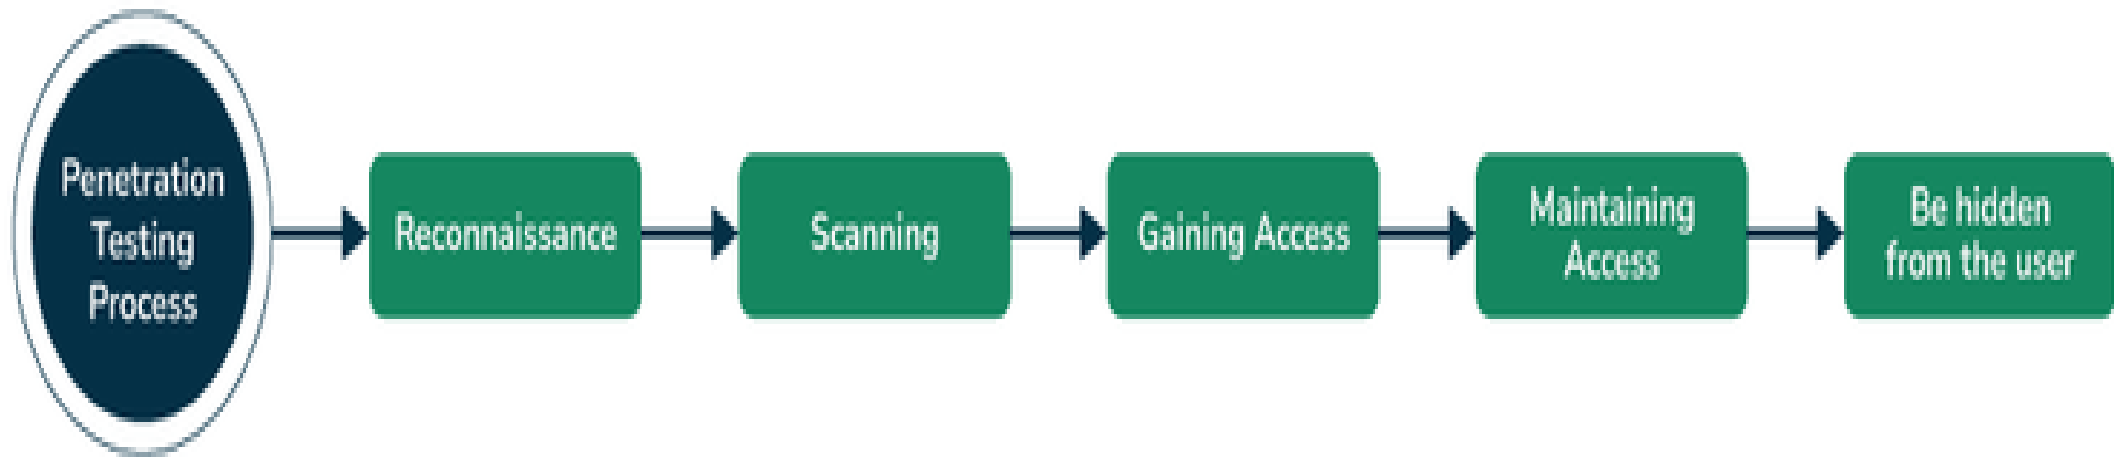 Penetration
Testing
Process
Reconnaissance
Scanning
Gaining Access
Maintaining
Access
Be hidden
from the user